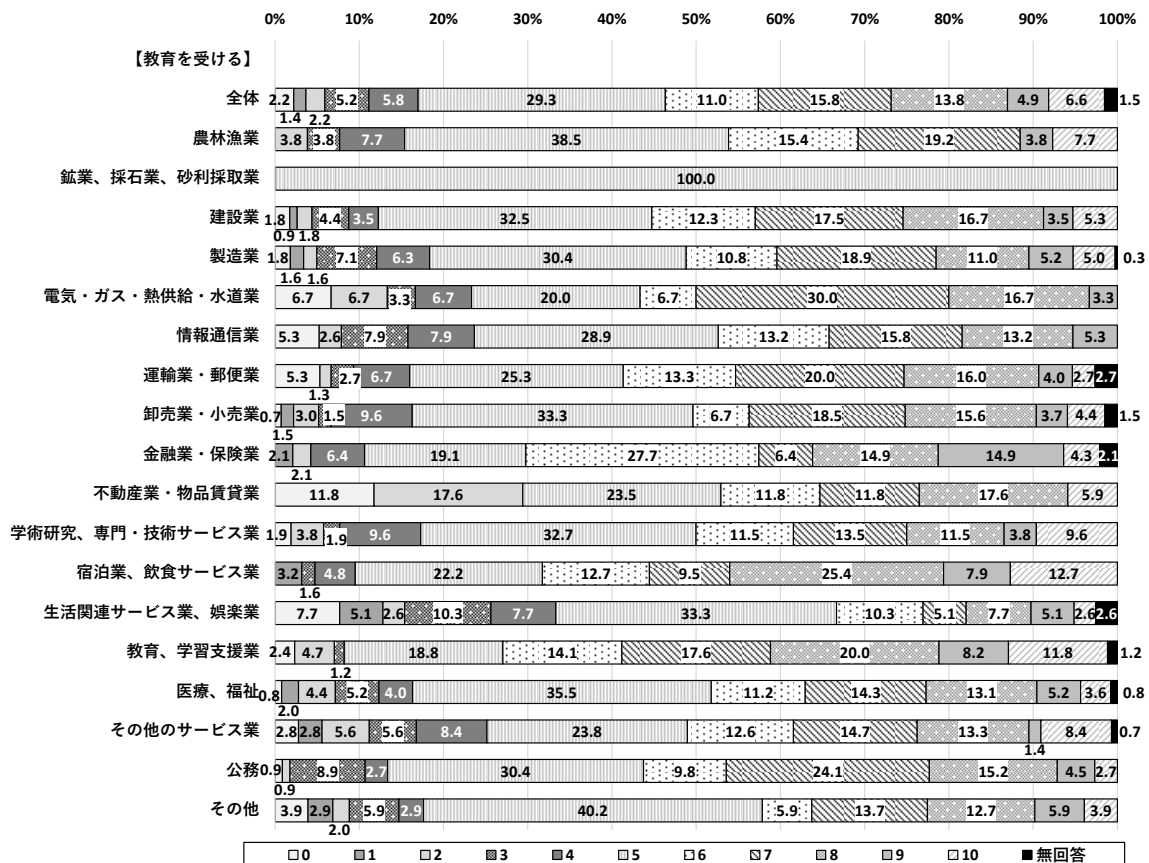 0% 10% 20% 30% 40% 50% 60% 70% 80% 90% 100%
【教育を受ける】
全体 2.2 5.2 5.8 29.3 11.0 15.8 13.8 4.9 6.6 1.5
1.4 2.2
農林漁業 3.8 3.8 7.7 38.5 15.4 19.2 3.8 7.7
鉱業、採石業、砂利採取業 100.0
建設業 1.8 4.4 3.5 32.5 12.3 17.5 16.7 3.5 5.3
0.9 1.8
製造業 1.8 7.1 6.3 30.4 10.8 18.9 11.0 5.2 5.0 0.3
1.6 1.6
電気・ガス・熱供給・水道業 6.7 6.7 3.3 6.7 20.0 6.7 30.0 16.7 3.3
情報通信業 5.3 2.6 7.9 7.9 28.9 13.2 15.8 13.2 5.3
運輸業・郵便業 5.3 2.7 6.7 25.3 13.3 20.0 16.0 4.0 2.7 2.7
1.3
卸売業・小売業 0.7 3.0 1.5 9.6 33.3 6.7 18.5 15.6 3.7 4.4 1.5
1.5
金融業・保険業 2.1 6.4 19.1 27.7 6.4 14.9 14.9 4.3 2.1
2.1
不動産業・物品賃貸業 11.8 17.6 23.5 11.8 11.8 17.6 5.9
学術研究、専門・技術サービス業 1.9 3.8 1.9 9.6 32.7 11.5 13.5 11.5 3.8 9.6
宿泊業、飲食サービス業 3.2 4.8 22.2 12.7 9.5 25.4 7.9 12.7
1.6
生活関連サービス業、娯楽業 7.7 5.1 2.6 10.3 7.7 33.3 10.3 5.1 7.7 5.1 2.6 2.6
教育、学習支援業 2.4 4.7 18.8 14.1 17.6 20.0 8.2 11.8 1.2
1.2
医療、福祉 0.8 4.4 5.2 4.0 35.5 11.2 14.3 13.1 5.2 3.6 0.8
2.0
その他のサービス業 2.8 2.8 5.6 5.6 8.4 23.8 12.6 14.7 13.3 8.4 0.7
1.4
公務 0.9 8.9 2.7 30.4 9.8 24.1 15.2 4.5 2.7
0.9
その他 3.9 2.9 5.9 2.9 40.2 5.9 13.7 12.7 5.9 3.9
2.0
0 1 2 3 4 5 6 7 8 9 10 無回答